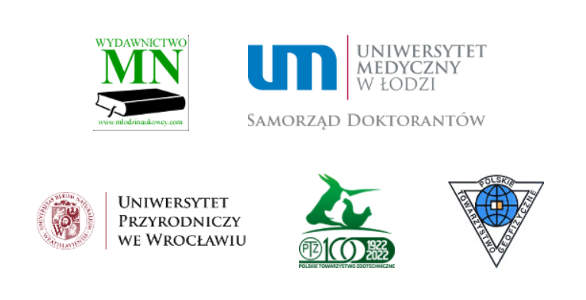 WYDAWNICTWO
MN
www.mlodzinaukowcy.com
um
UNIWERSYTET
MEDYCZNY
W ŁODZI
SAMORZĄD DOKTORANTÓW
UNIWERSYTET
PRZYRODNICZY
WE WROCŁAWIU
PTZ 100 1922
2022
POLSKIE TOWARZYSTWO ZOOTECHNICZNE
POLSKIE
TOWARZYSTWO
GEOFIZYCZNE